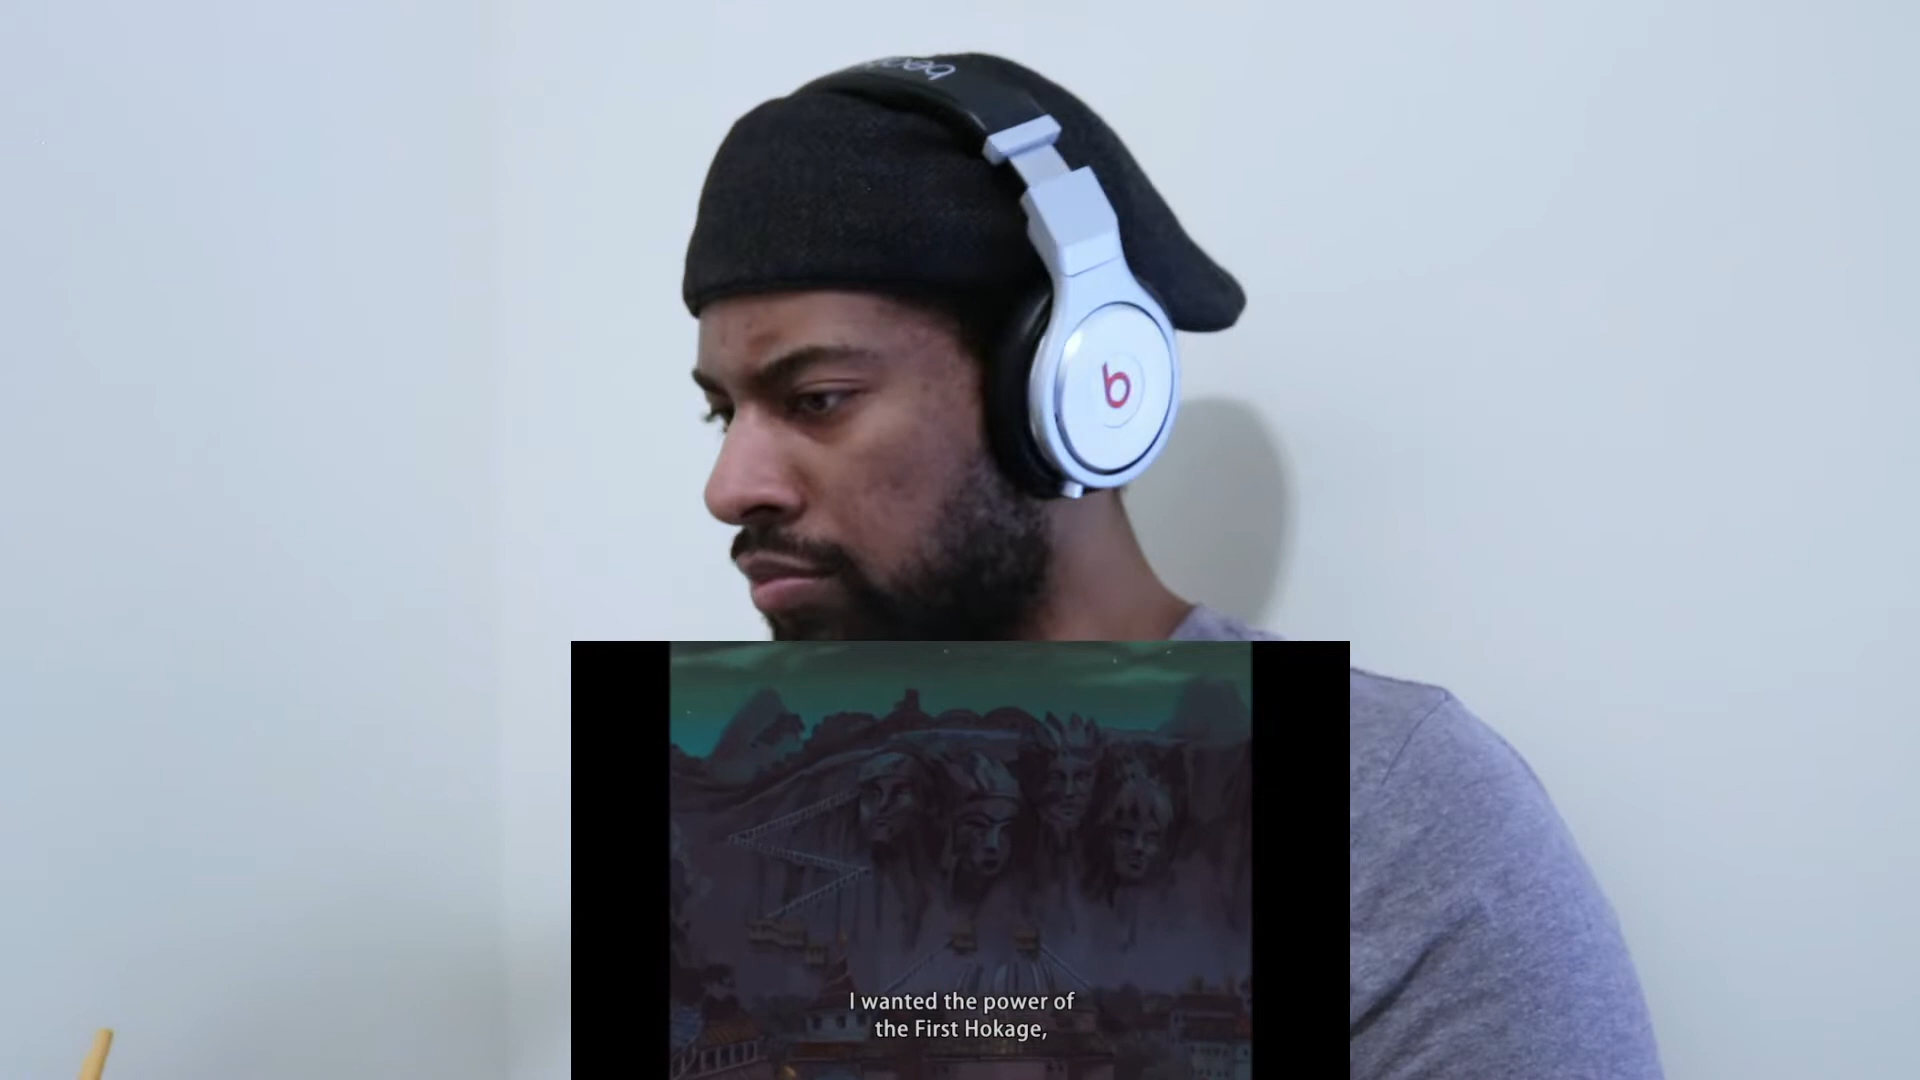 b
I wanted the power of
the First Hokage,